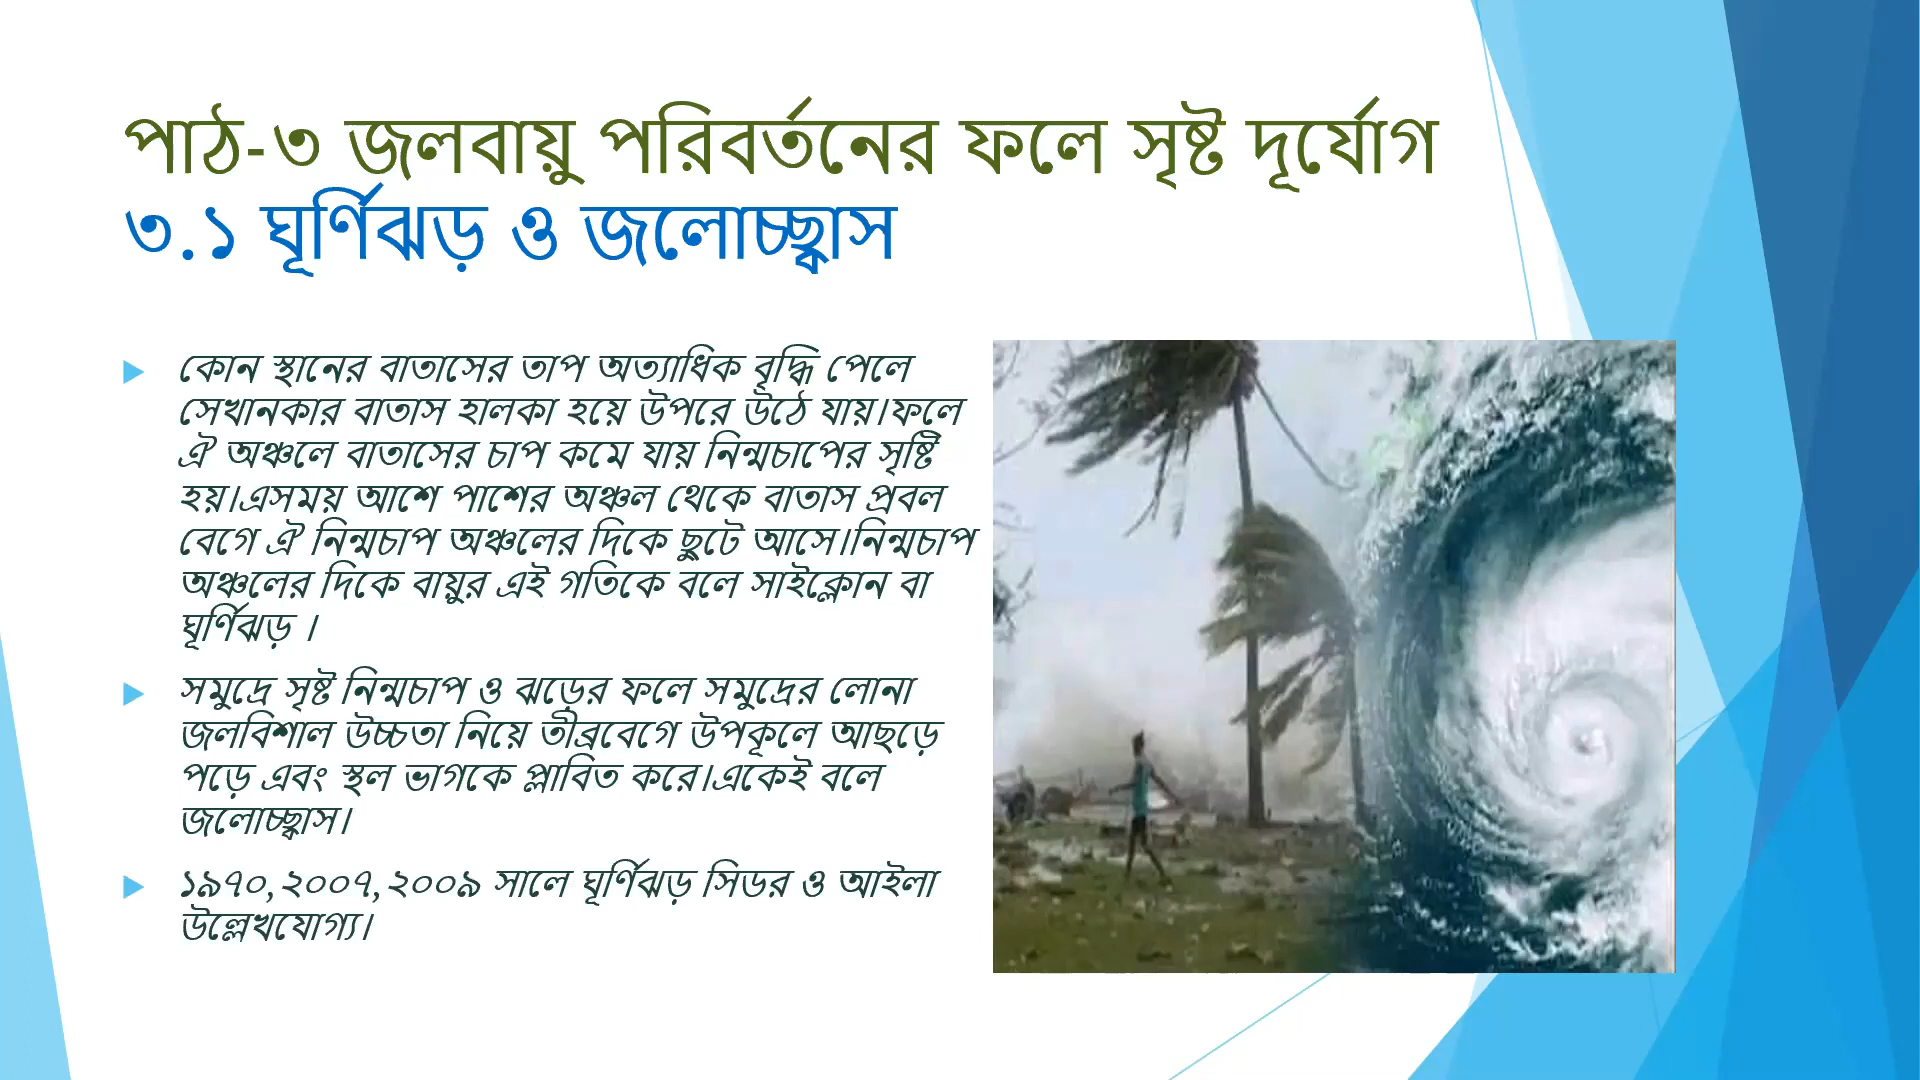 পাঠ-৩ জলবায়ু পরিবর্তনের ফলে সৃষ্ট দূর্যোগ
৩.১ ঘূর্ণিঝড় ও জলোচ্ছ্বাস
কোন স্থানের বাতাসের তাপ অত্যাধিক বৃদ্ধি পেলে
সেখানকার বাতাস হালকা হয়ে উপরে উঠে যায়।ফলে
ঐ অঞ্চলে বাতাসের চাপ কমে যায় নিন্মচাপের সৃষ্টি
হয়।এসময় আশে পাশের অঞ্চল থেকে বাতাস প্রবল
বেগে ঐ নিন্মচাপ অঞ্চলের দিকে ছুটে আসে।নিন্মচাপ
অঞ্চলের দিকে বায়ুর এই গতিকে বলে সাইক্লোন বা
ঘূর্ণিঝড় ।
সমুদ্রে সৃষ্ট নিন্মচাপ ও ঝড়ের ফলে সমুদ্রের লোনা
জলবিশাল উচ্চতা নিয়ে তীব্রবেগে উপকূলে আছড়ে
পড়ে এবং স্থল ভাগকে প্লাবিত করে।একেই বলে
জলোচ্ছ্বাস।
১৯৭০,২০০৭,২০০৯ সালে ঘূর্ণিঝড় সিডর ও আইলা
উল্লেখযোগ্য।